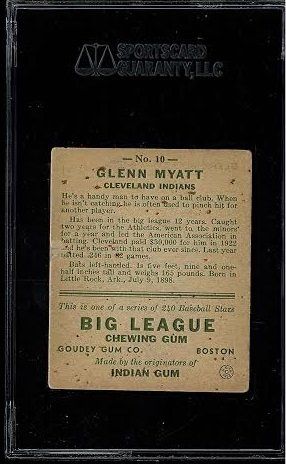 SPORTSCARD
GUARANTY, LLC
— No. 10 —
GLENN MYATT
CLEVELAND INDIANS
He's a handy man to have on a ball club. When
he isn't catching he is often used to pinch hit for
another player.
Has been in the big league 12 years. Caught
two years for the Athletics, went to the minors
for a year and led the American Association in
batting. Cleveland paid $50,000 for him in 1922
and he's been with that club ever since. Last year
batted .246 in 82 games.
Bats left-handed. Is five feet, nine and one-
half inches tall and weighs 165 pounds. Born in
Little Rock, Ark., July 9, 1898.
This is one of a series of 240 Baseball Stars
BIG LEAGUE
CHEWING GUM
GOUDEY GUM CO. BOSTON
Made by the originators of
INDIAN GUM